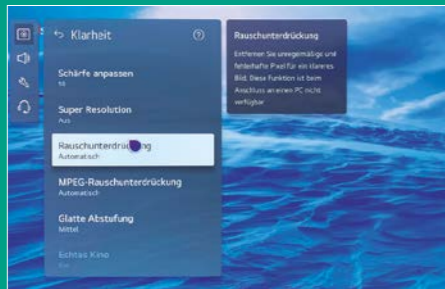 Klarheit
Schärfe anpassen
Super Resolution
Aus
Rauschunterdrückung
Automatisch
MPEG-Rauschunterdrückung
Automatisch
Glatte Abstufung
Mittel
Echtes Kino
Rauschunterdrückung
Entfernen Sie unregelmäßige und
fehlerhafte Pixel für ein klareres
Bild. Diese Funktion ist beim
Anschluss an einen PC nicht
verfügbar.